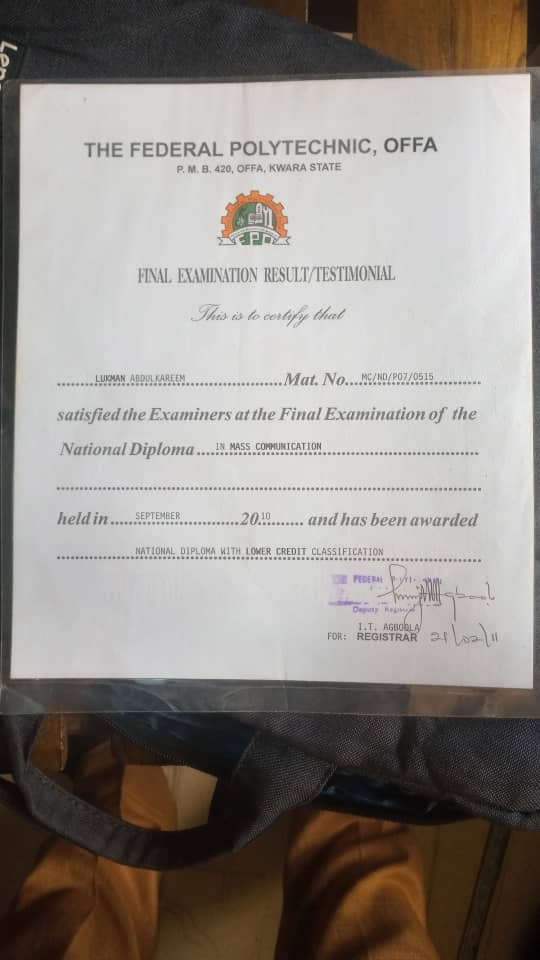 Len
THE FEDERAL POLYTECHNIC, OFFA
P. M. B. 420, OFFA, KWARA STATE
FPO
FINAL EXAMINATION RESULT/TESTIMONIAL
This is to certify that
LUKMAN ABDULKAREEM Mat. No. MC/ND/PO7/0515
satisfied the Examiners at the Final Examination of the
National Diploma IN MASS COMMUNICATION
held in SEPTEMBER 2010 and has been awarded
NATIONAL DIPLOMA WITH LOWER CREDIT CLASSIFICATION
FEDERAL
Deputy Registrar
I.T. AGBOOLA
FOR: REGISTRAR 21/02/11